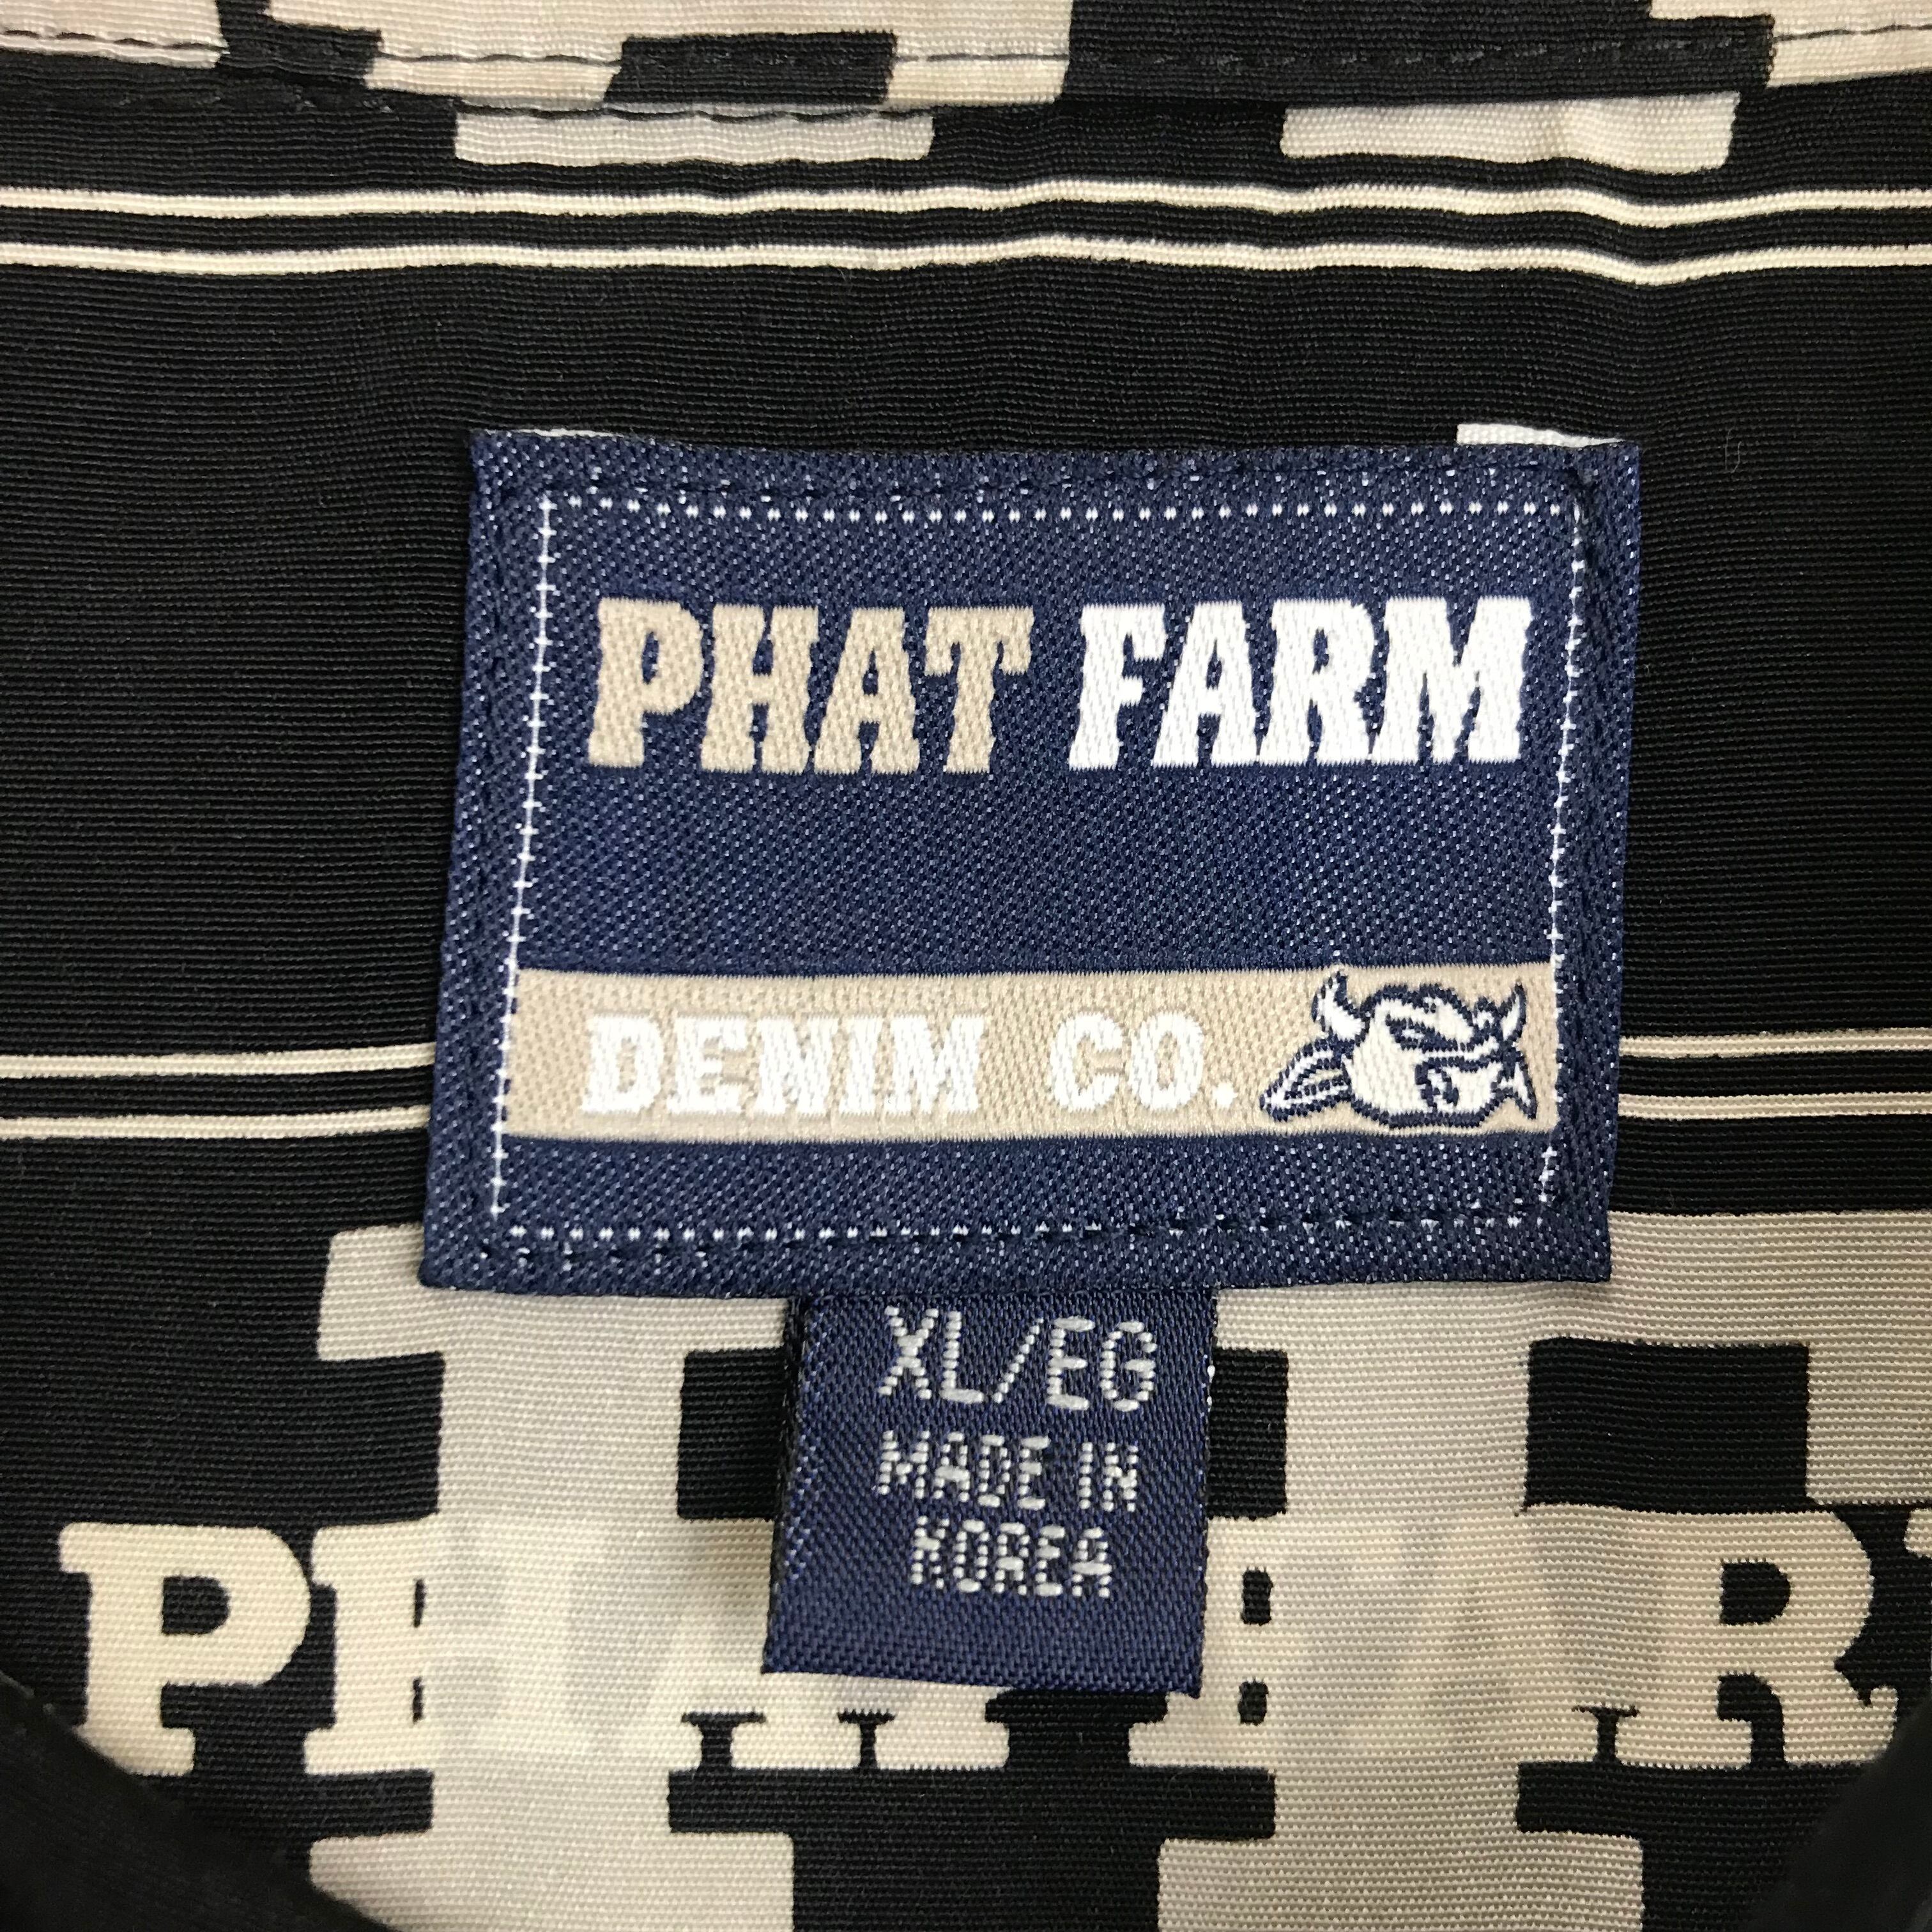 PHAT FARM
DENIM CO.
XL/EG
MADE IN
KOREA